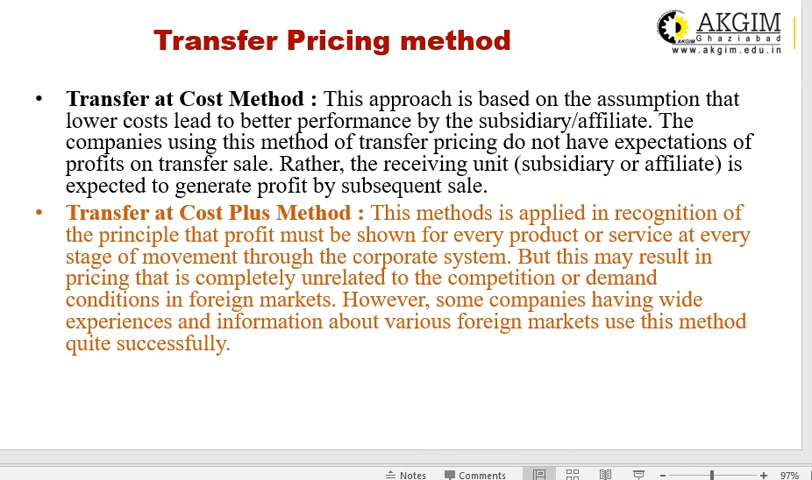 Transfer Pricing method
AKGIM
Ghaziabad
AKGIM
www.akgim.edu.in
• Transfer at Cost Method : This approach is based on the assumption that
lower costs lead to better performance by the subsidiary/affiliate. The
companies using this method of transfer pricing do not have expectations of
profits on transfer sale. Rather, the receiving unit (subsidiary or affiliate) is
expected to generate profit by subsequent sale.
• Transfer at Cost Plus Method : This methods is applied in recognition of
the principle that profit must be shown for every product or service at every
stage of movement through the corporate system. But this may result in
pricing that is completely unrelated to the competition or demand
conditions in foreign markets. However, some companies having wide
experiences and information about various foreign markets use this method
quite successfully.
Notes Comments 97%